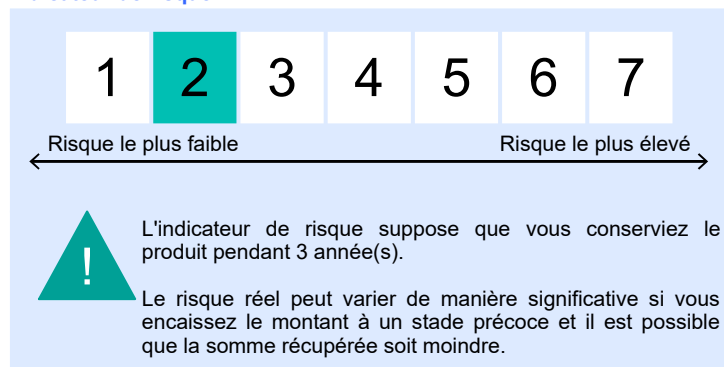 1 2 3 4 5 6 7
Risque le plus faible Risque le plus élevé
!
L'indicateur de risque suppose que vous conserviez le
produit pendant 3 année(s).
Le risque réel peut varier de manière significative si vous
encaissez le montant à un stade précoce et il est possible
que la somme récupérée soit moindre.